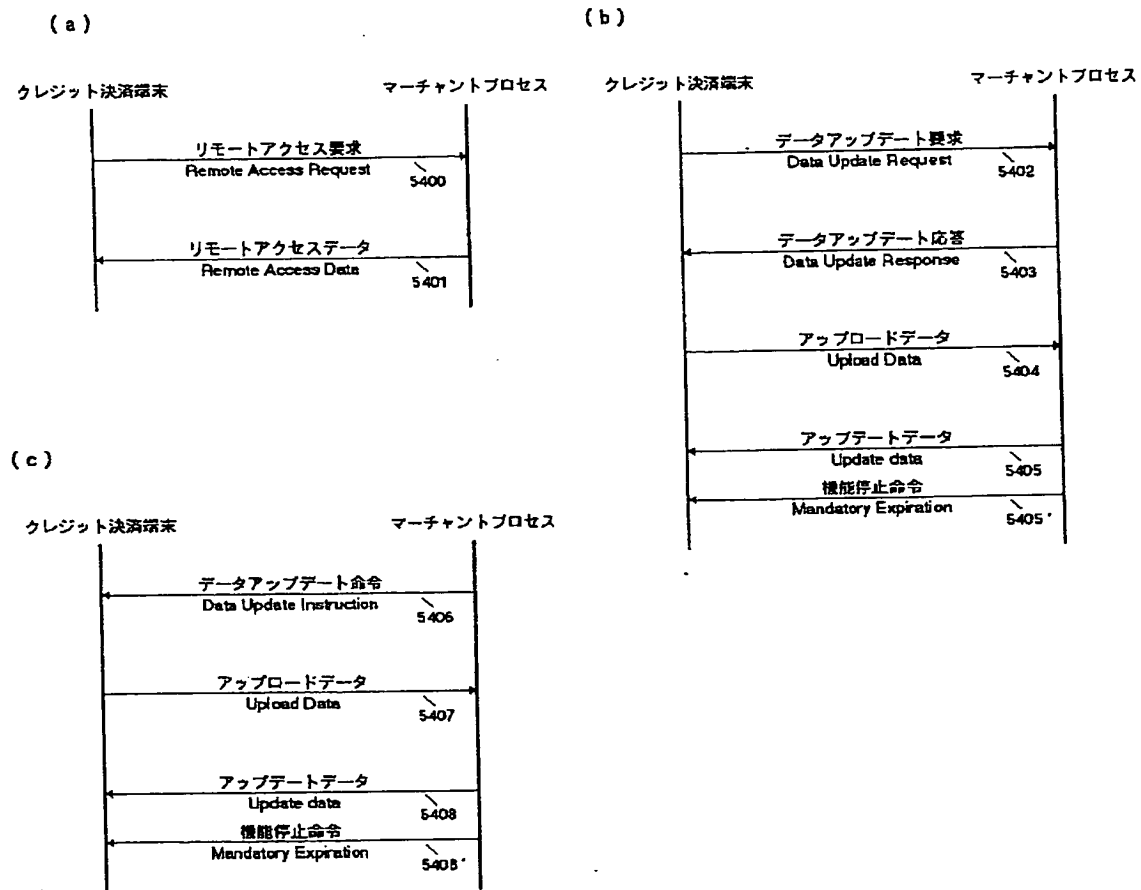 (a)
クレジット決済端末
マーチャントプロセス
リモートアクセス要求
Remote Access Request
5400
リモートアクセスデータ
Remote Access Data
5401
(b)
クレジット決済端末
マーチャントプロセス
データアップデート要求
Data Update Request
5402
データアップデート応答
Data Update Response
5403
アップロードデータ
Upload Data
5404
アップデートデータ
Update data
5405
機能停止命令
Mandatory Expiration
5405'
(c)
クレジット決済端末
マーチャントプロセス
データアップデート命令
Data Update Instruction
5406
アップロードデータ
Upload Data
5407
アップデートデータ
Update data
5408
機能停止命令
Mandatory Expiration
5408'